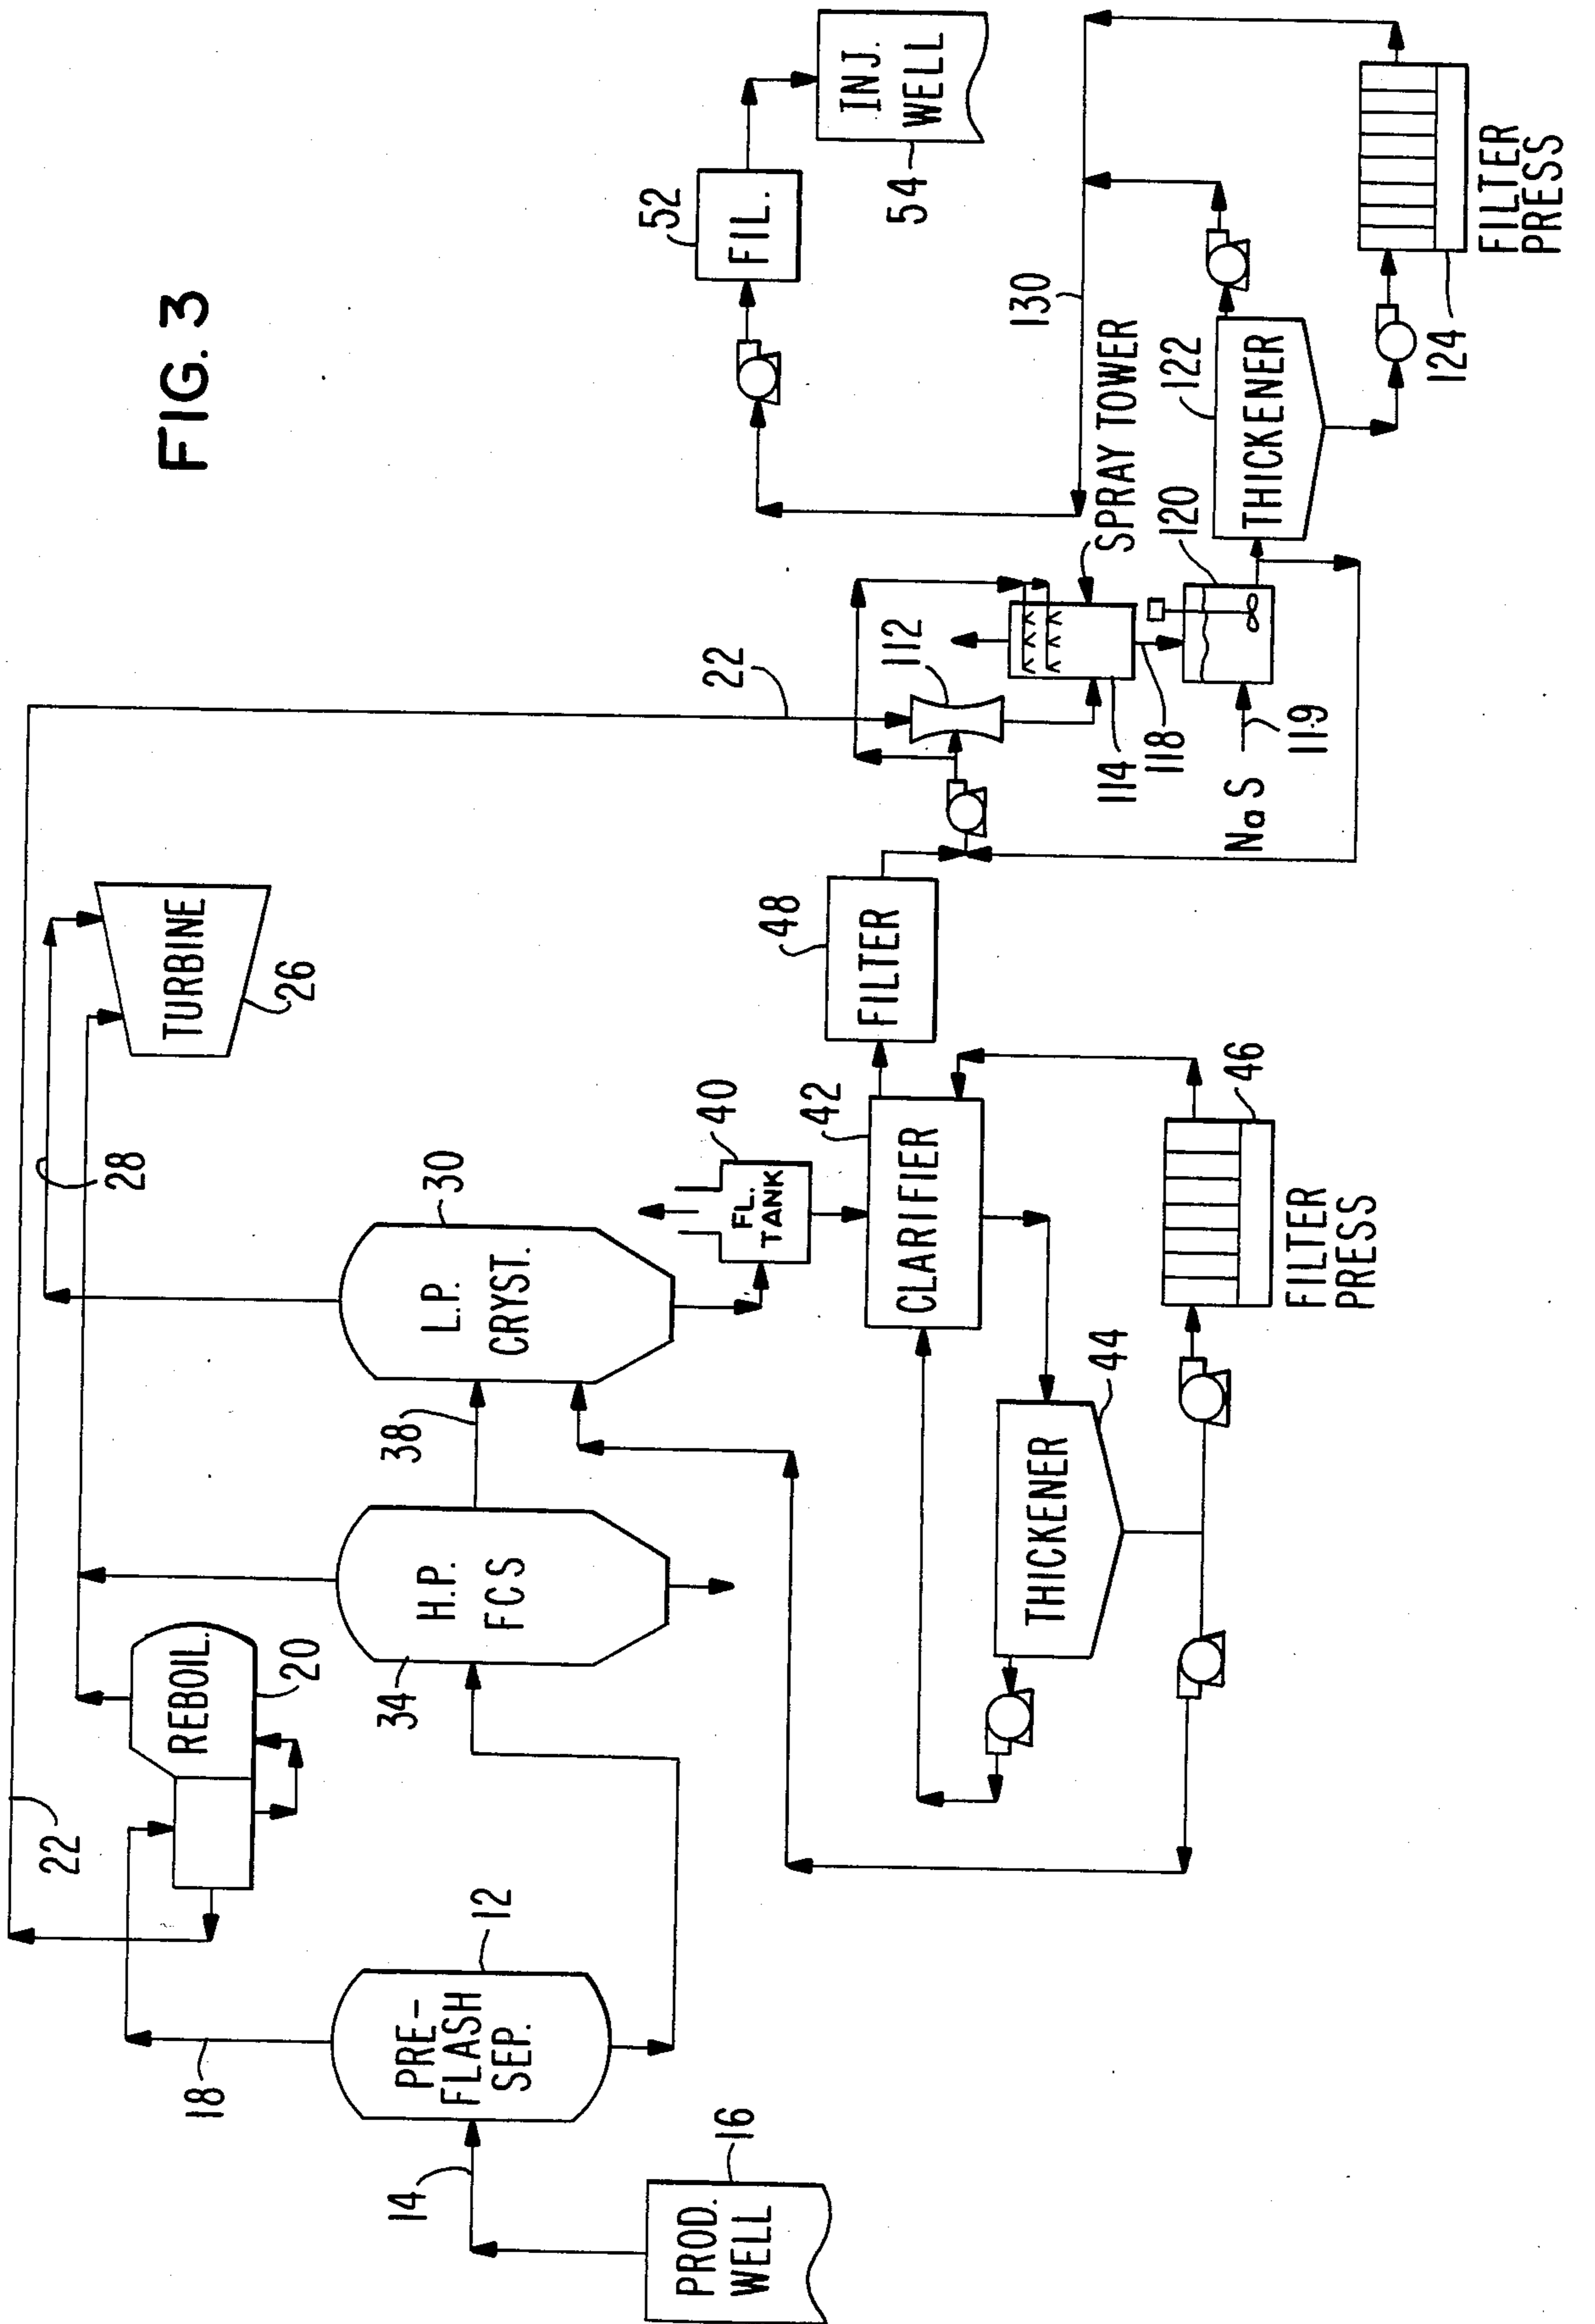 FIG. 3
22
18
REBOIL.
20
28
TURBINE
26
PRE-
FLASH
SEP.
12
14
PROD.
WELL
16
H.P.
FCS
34
38
L.P.
CRYST.
30
FL.
TANK
40
CLARIFIER
42
THICKENER
44
FILTER
PRESS
46
FILTER
48
22
112
114
SPRAY TOWER
118
NaS
119
120
THICKENER
122
FILTER
PRESS
124
130
FIL.
52
INJ.
WELL
54